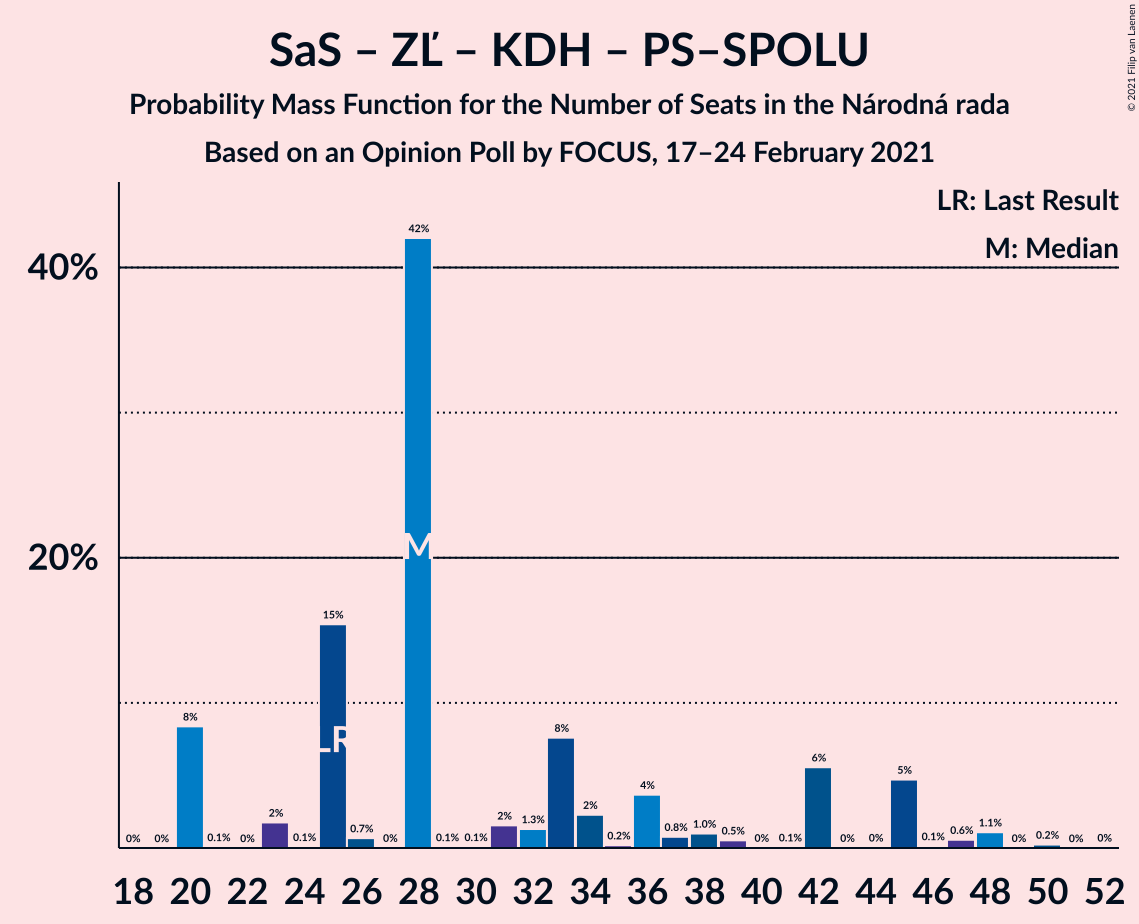 SaS – ZĽ – KDH – PS–SPOLU
Probability Mass Function for the Number of Seats in the Národná rada
Based on an Opinion Poll by FOCUS, 17–24 February 2021
© 2021 Filip van Laenen
LR: Last Result
M: Median
40%
20%
0% 0% 8% 0.1% 0% 2% 0.1% 15% 0.7% 0% 42% 0.1% 0.1% 2% 1.3% 8% 2% 0.2% 4% 0.8% 1.0% 0.5% 0% 0.1% 6% 0% 0% 5% 0.1% 0.6% 1.1% 0% 0.2% 0% 0%
M
LR
18 20 22 24 26 28 30 32 34 36 38 40 42 44 46 48 50 52